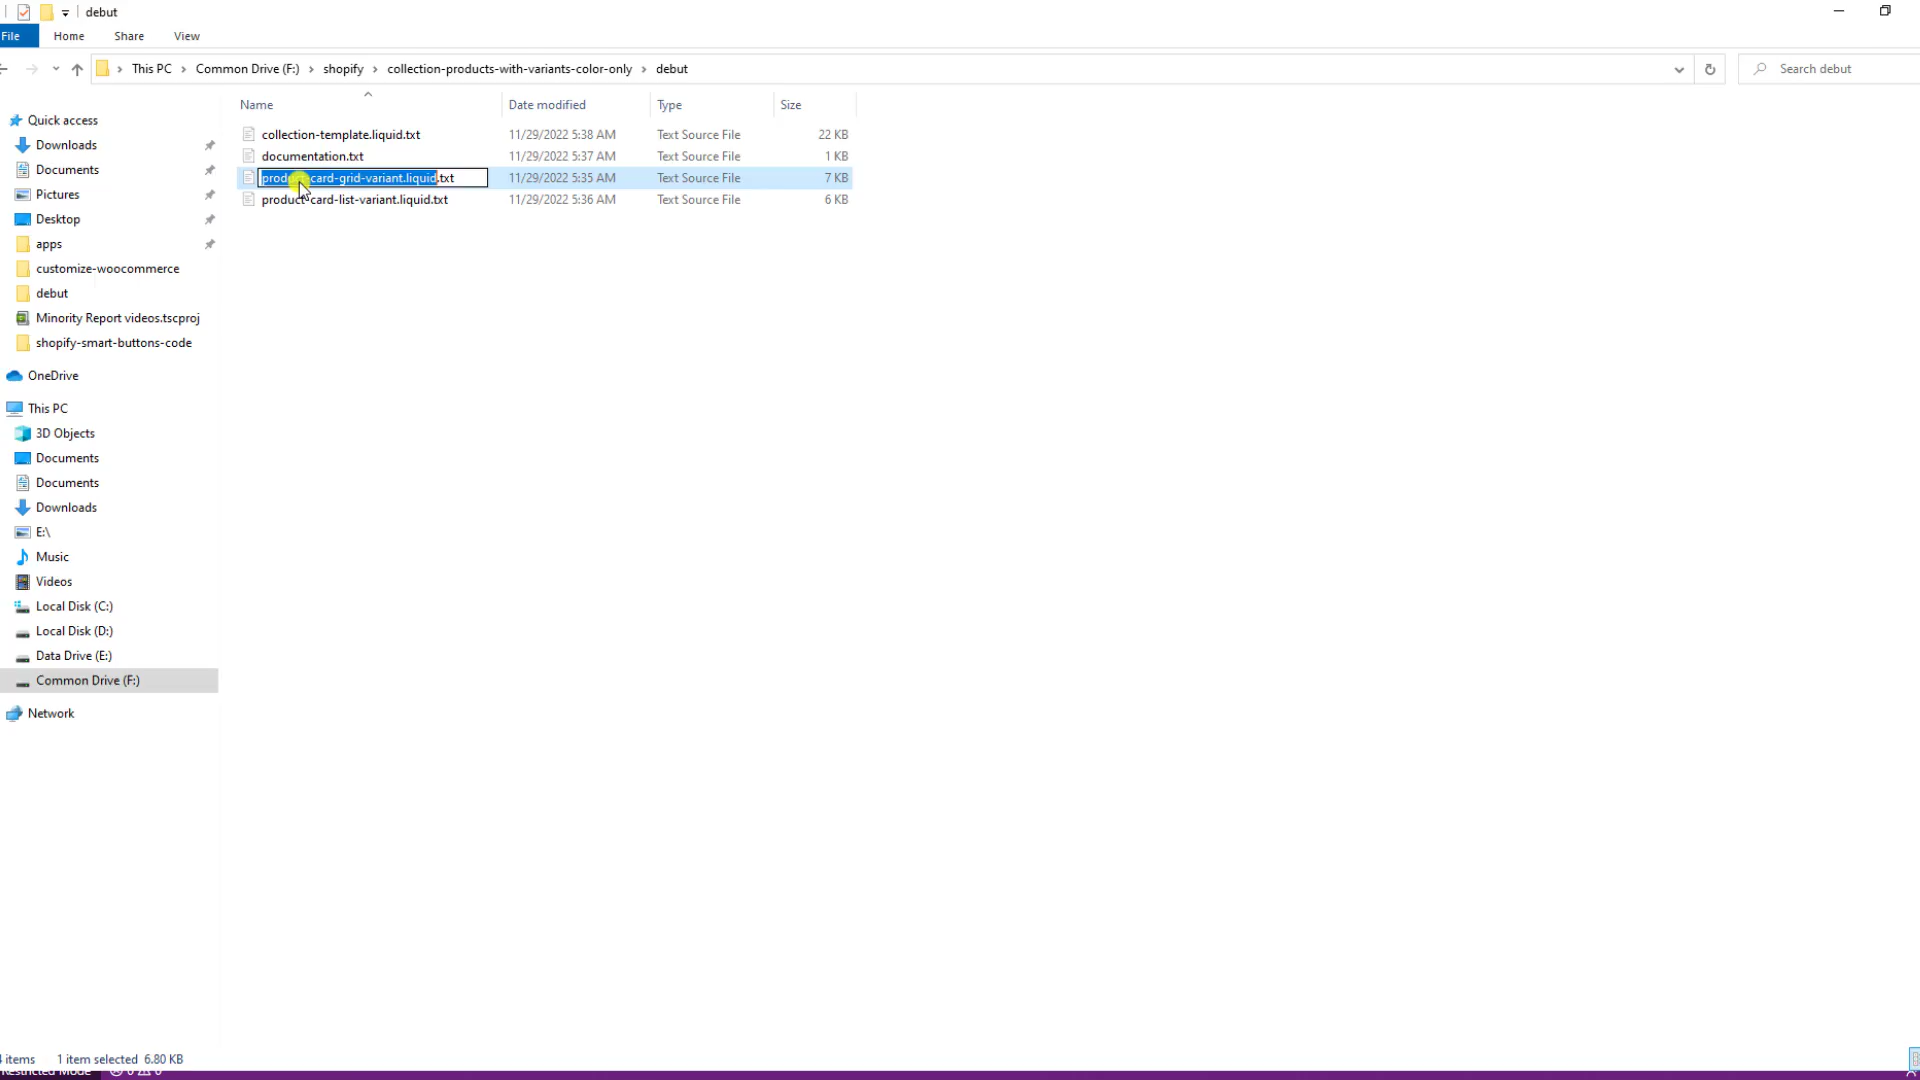 debut
File Home Share View
This PC Common Drive (F:) shopify collection-products-with-variants-color-only debut
Search debut
Name Date modified Type Size
collection-template.liquid.txt 11/29/2022 5:38 AM Text Source File 22 KB
documentation.txt 11/29/2022 5:37 AM Text Source File 1 KB
product-card-grid-variant.liquid.txt 11/29/2022 5:35 AM Text Source File 7 KB
product-card-list-variant.liquid.txt 11/29/2022 5:36 AM Text Source File 6 KB
Quick access
Downloads
Documents
Pictures
Desktop
apps
customize-woocommerce
debut
Minority Report videos.tscproj
shopify-smart-buttons-code
OneDrive
This PC
3D Objects
Documents
Documents
Downloads
E:\
Music
Videos
Local Disk (C:)
Local Disk (D:)
Data Drive (E:)
Common Drive (F:)
Network
items 1 item selected 6.80 KB
Restricted Mode